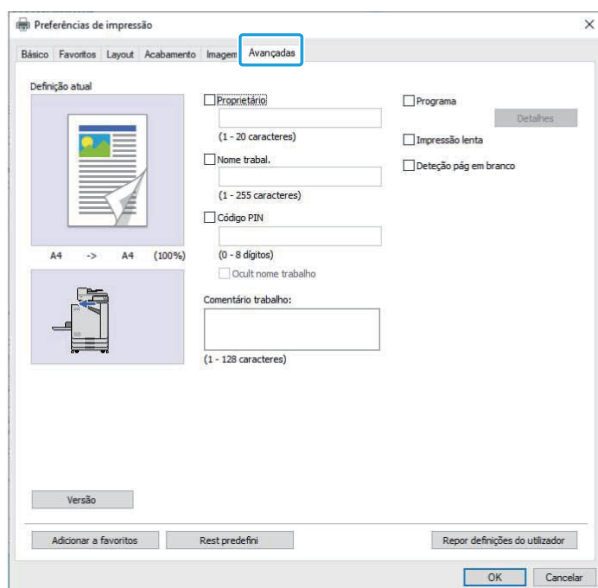 Preferências de impressão
Básico Favoritos Layout Acabamento Imagem Avançadas
Definição atual
A4 -> A4 (100%)
Versão
Proprietário
(1 - 20 caracteres)
Nome trabal.
(1 - 255 caracteres)
Código PIN
(0 - 8 dígitos)
Ocult nome trabalho
Comentário trabalho:
(1 - 128 caracteres)
Programa
Detalhes
Impressão lenta
Deteção pág em branco
Adicionar a favoritos Rest predefini Repor definições do utilizador
OK Cancelar